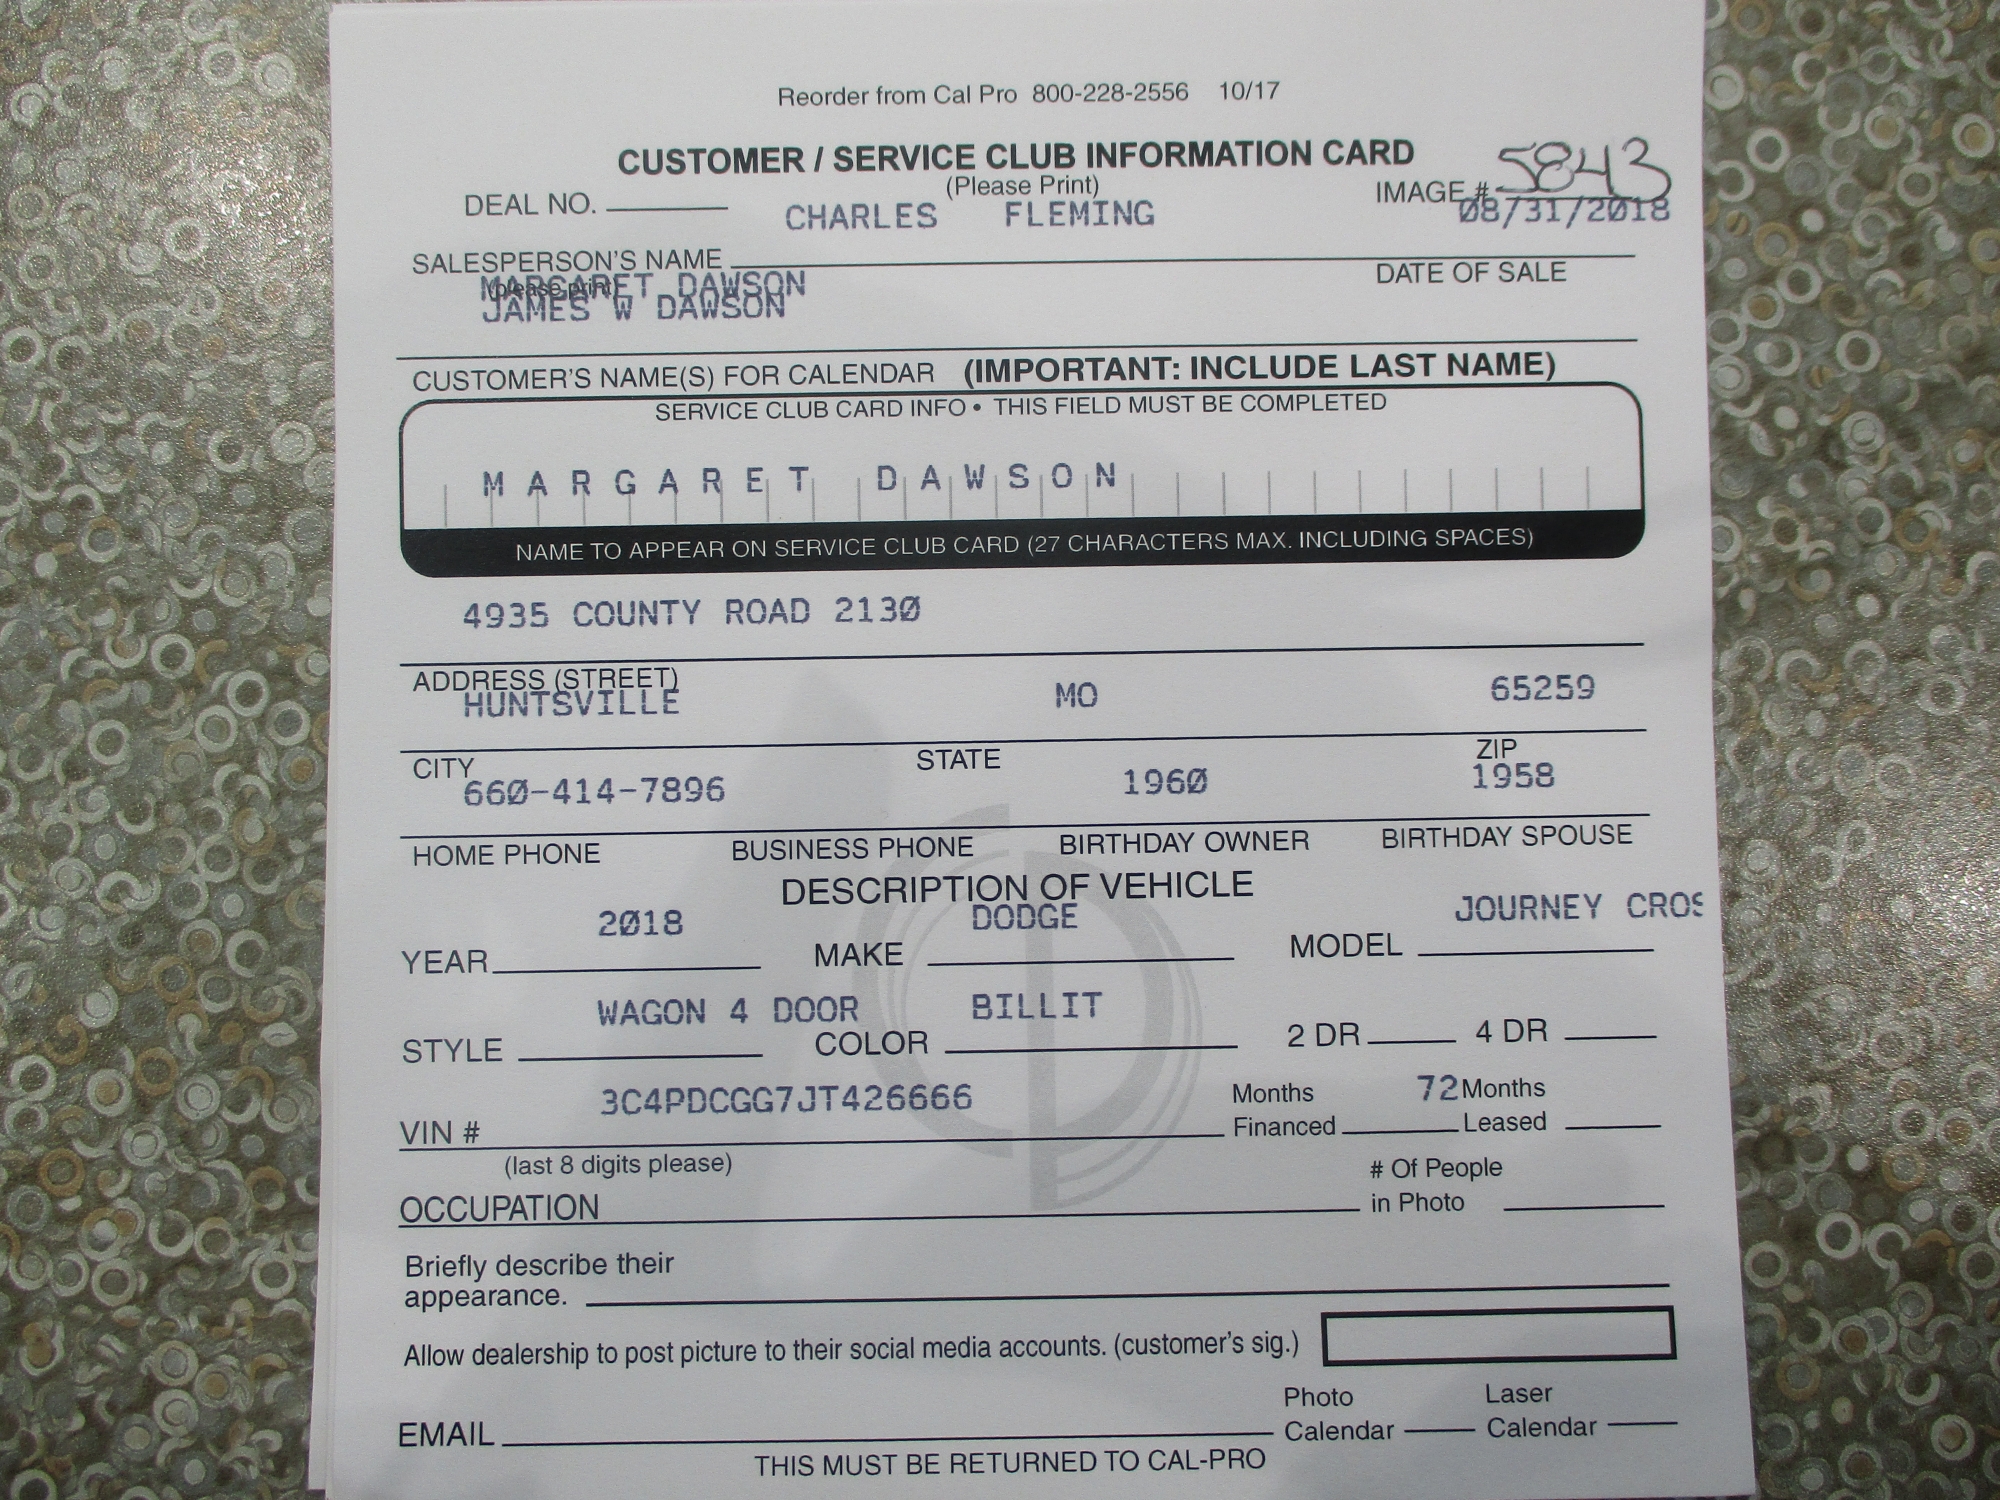 Reorder from Cal Pro 800-228-2556 10/17
CUSTOMER / SERVICE CLUB INFORMATION CARD
(Please Print)
IMAGE # 5843
DEAL NO.
CHARLES FLEMING
08/31/2018
SALESPERSON'S NAME
DATE OF SALE
(please print)
MARGARET DAWSON
JAMES W DAWSON
CUSTOMER'S NAME(S) FOR CALENDAR (IMPORTANT: INCLUDE LAST NAME)
SERVICE CLUB CARD INFO • THIS FIELD MUST BE COMPLETED
MARGARET DAWSON
NAME TO APPEAR ON SERVICE CLUB CARD (27 CHARACTERS MAX. INCLUDING SPACES)
4935 COUNTY ROAD 2130
ADDRESS (STREET)
HUNTSVILLE MO 65259
CITY STATE ZIP
660-414-7896 1960 1958
HOME PHONE BUSINESS PHONE BIRTHDAY OWNER BIRTHDAY SPOUSE
DESCRIPTION OF VEHICLE
2018 DODGE JOURNEY CROS
YEAR MAKE MODEL
WAGON 4 DOOR BILLIT
STYLE COLOR 2 DR 4 DR
3C4PDCGG7JT426666 Months 72 Months
VIN # Financed Leased
(last 8 digits please)
# Of People
OCCUPATION in Photo
Briefly describe their
appearance.
Allow dealership to post picture to their social media accounts. (customer's sig.)
Photo Laser
EMAIL Calendar Calendar
THIS MUST BE RETURNED TO CAL-PRO